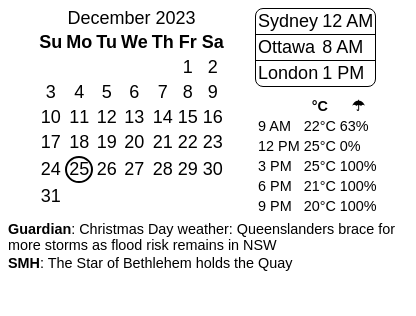 December 2023
Su Mo Tu We Th Fr Sa
1 2
3 4 5 6 7 8 9
10 11 12 13 14 15 16
17 18 19 20 21 22 23
24 25 26 27 28 29 30
31
Sydney 12 AM
Ottawa 8 AM
London 1 PM
°C ☂
9 AM 22°C 63%
12 PM 25°C 0%
3 PM 25°C 100%
6 PM 21°C 100%
9 PM 20°C 100%
Guardian: Christmas Day weather: Queenslanders brace for
more storms as flood risk remains in NSW
SMH: The Star of Bethlehem holds the Quay